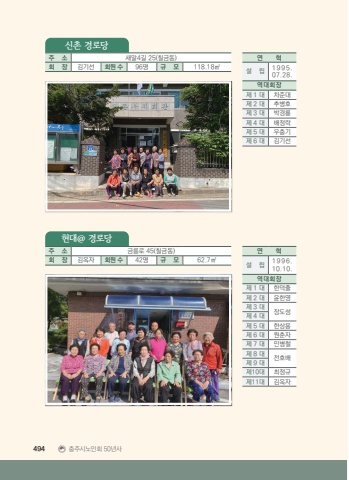 신촌 경로당
주 소 새말4길 25(칠금동)
회 장 김기선 회원수 96명 규 모 118.18㎡
연 혁
설 립 1995. 07.28.
역대회장
제1대 차준대
제2대 추병호
제3대 박경용
제4대 배정학
제5대 우춘기
제6대 김기선
현대@ 경로당
주 소 금릉로 45(칠금동)
회 장 김옥자 회원수 42명 규 모 62.7㎡
연 혁
설 립 1996. 10.10.
역대회장
제1대 한덕출
제2대 윤한영
제3대
제4대 장도성
제5대 한상용
제6대 원춘자
제7대 민병철
제8대
제9대 전호배
제10대 최정규
제11대 김옥자
494 충주시노인회 50년사